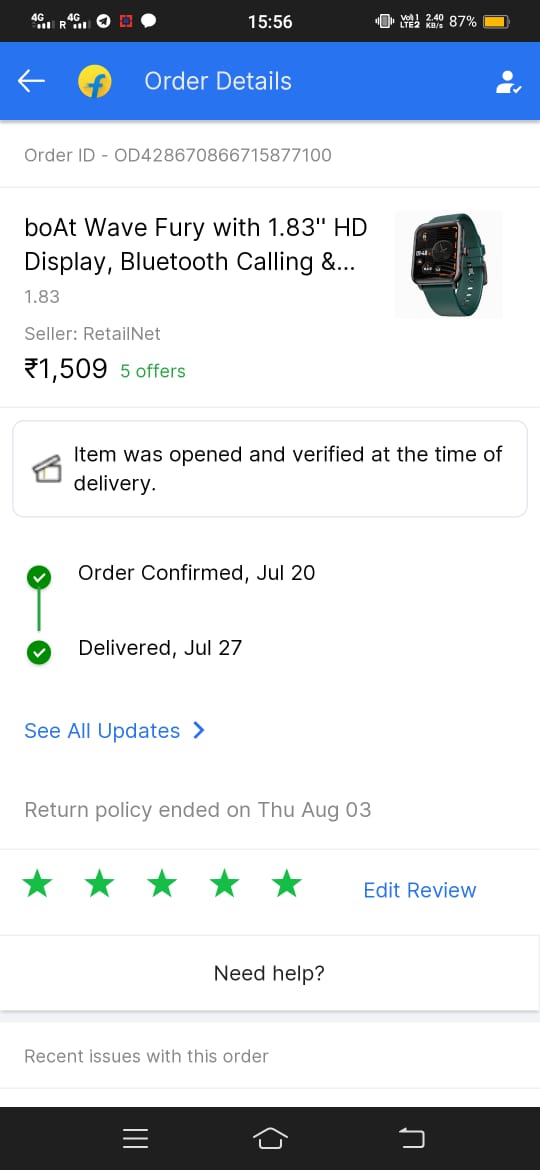 4G R 4G 15:56 Vo)) 1 LTE2 2.40 KB/s 87%
Order Details
Order ID - OD428670866715877100
boAt Wave Fury with 1.83" HD
Display, Bluetooth Calling &...
1.83
Seller: RetailNet
₹1,509 5 offers
Item was opened and verified at the time of
delivery.
Order Confirmed, Jul 20
Delivered, Jul 27
See All Updates
Return policy ended on Thu Aug 03
Edit Review
Need help?
Recent issues with this order